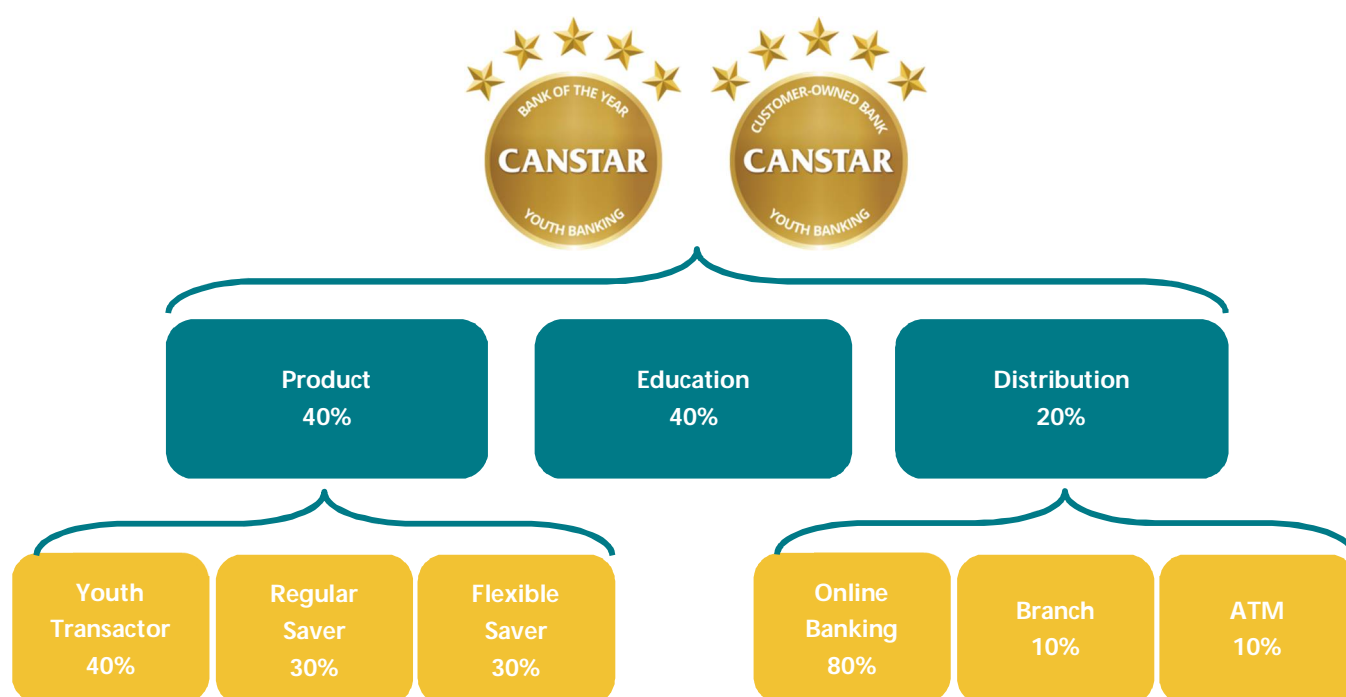 BANK OF THE YEAR
CANSTAR
YOUTH BANKING
CUSTOMER-OWNED BANK
CANSTAR
YOUTH BANKING
Product
40%
Education
40%
Distribution
20%
Youth
Transactor
40%
Regular
Saver
30%
Flexible
Saver
30%
Online
Banking
80%
Branch
10%
ATM
10%